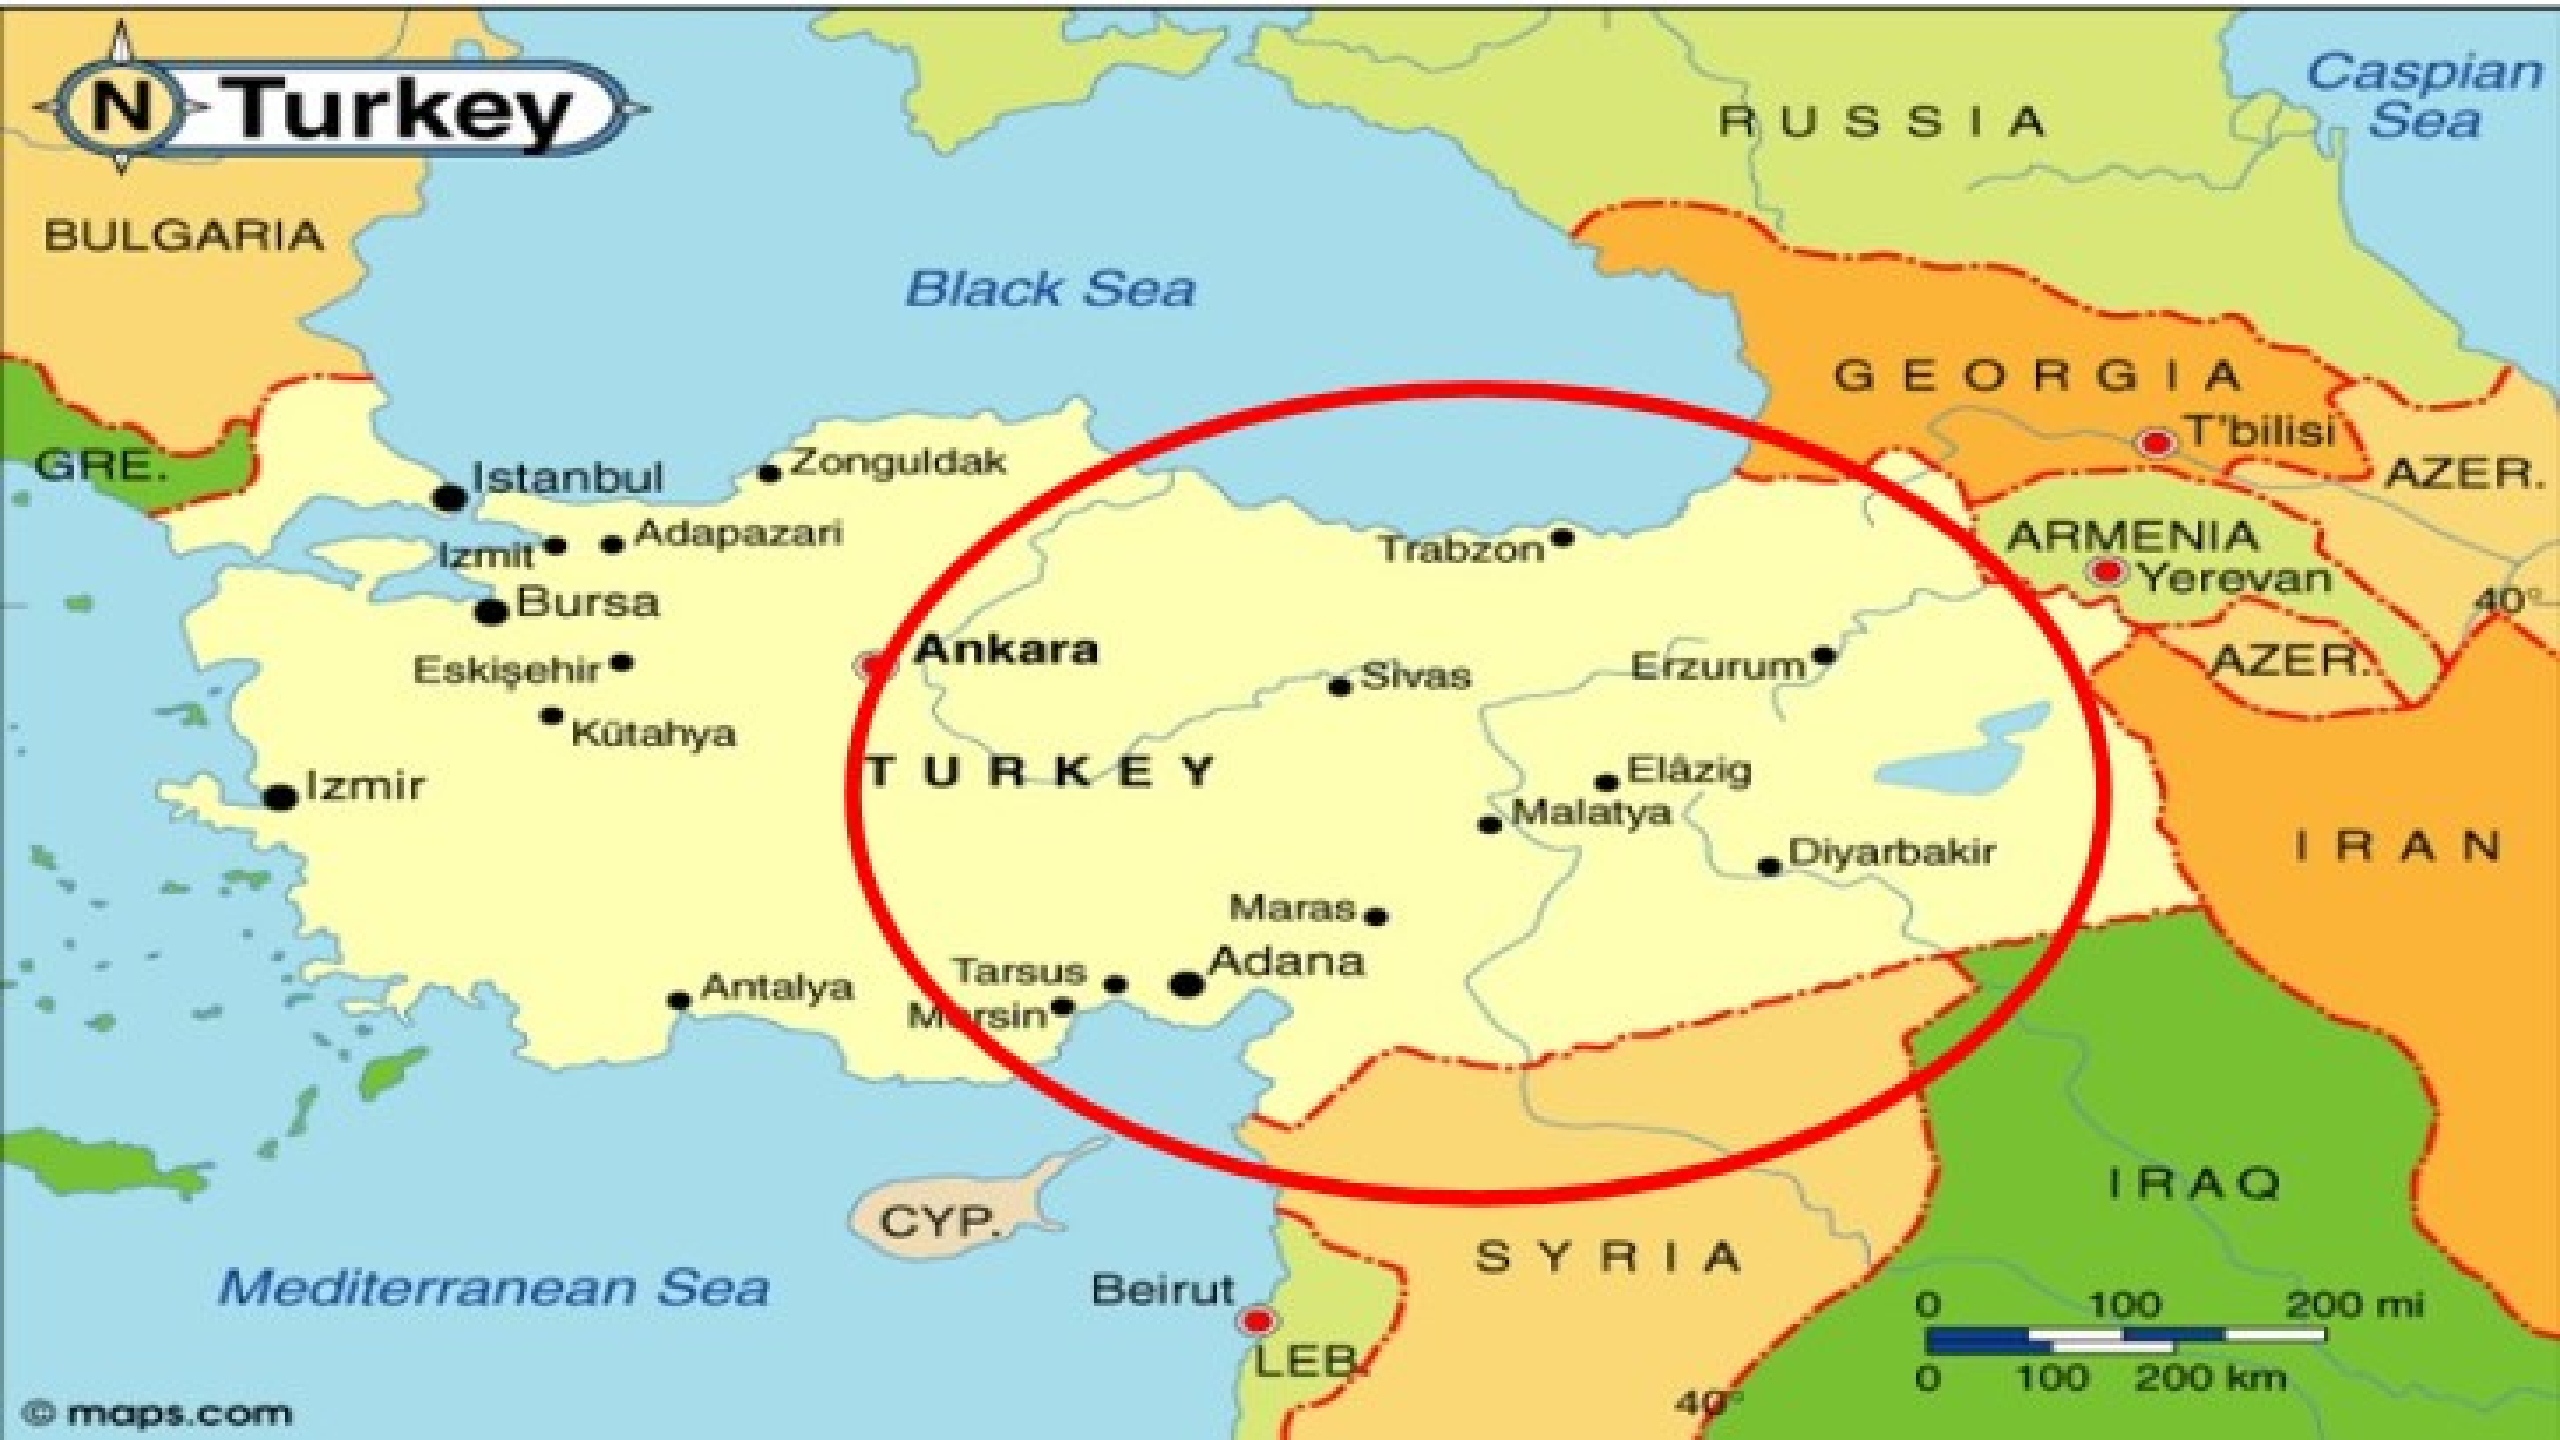 N Turkey
Caspian
Sea
RUSSIA
BULGARIA
Black Sea
GEORGIA
T'bilisi
AZER.
GRE.
Istanbul
Zonguldak
Izmit
Adapazari
Trabzon
ARMENIA
Yerevan
40°
Bursa
Ankara
Eskişehir
Sivas
Erzurum
AZER.
Kütahya
TURKEY
Izmir
Elâzig
Malatya
Diyarbakir
IRAN
Maras
Tarsus
Adana
Antalya
Mersin
IRAQ
CYP.
SYRIA
Mediterranean Sea
Beirut
LEB.
0 100 200 mi
0 100 200 km
40°
© maps.com